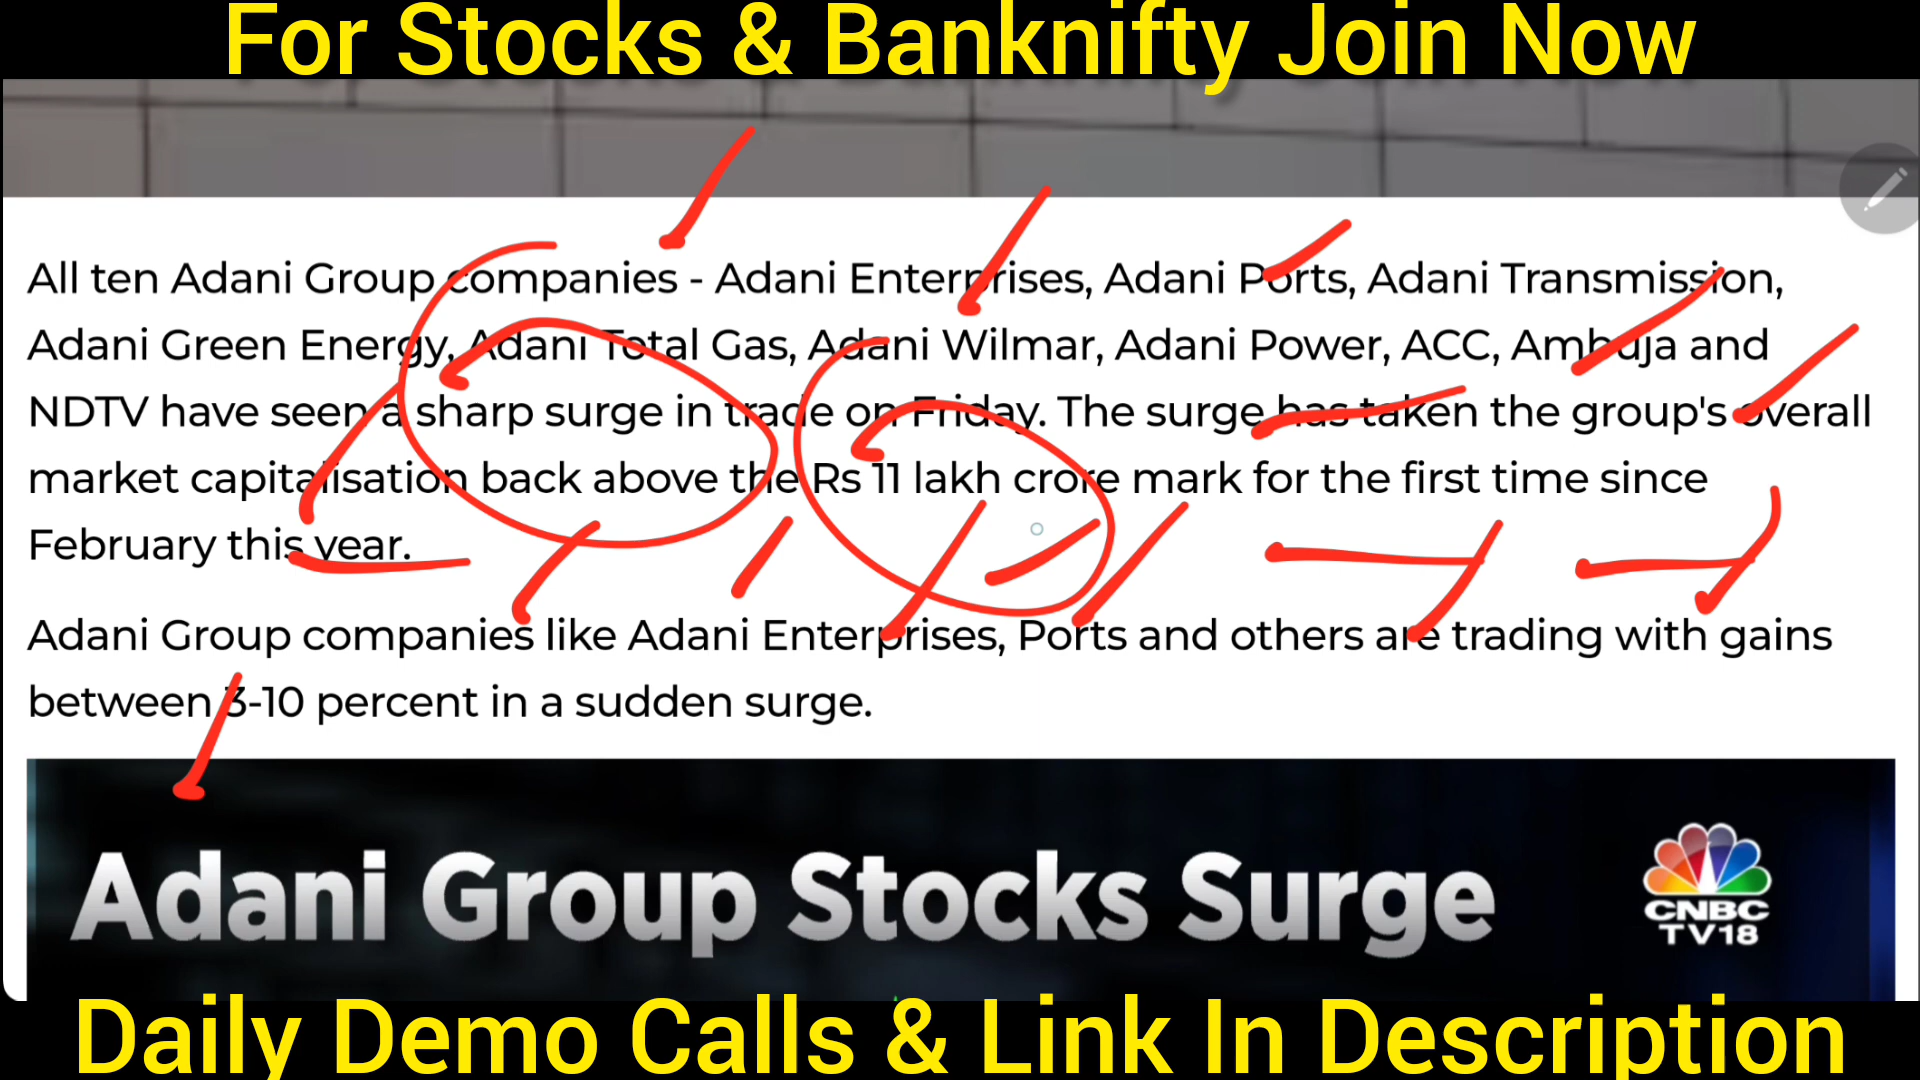 For Stocks & Banknifty Join Now
All ten Adani Group companies - Adani Enterprises, Adani Ports, Adani Transmission,
Adani Green Energy, Adani Total Gas, Adani Wilmar, Adani Power, ACC, Ambuja and
NDTV have seen a sharp surge in trade on Friday. The surge has taken the group's overall
market capitalisation back above the Rs 11 lakh crore mark for the first time since
February this year.
Adani Group companies like Adani Enterprises, Ports and others are trading with gains
between 3-10 percent in a sudden surge.
Adani Group Stocks Surge
CNBC
TV18
Daily Demo Calls & Link In Description